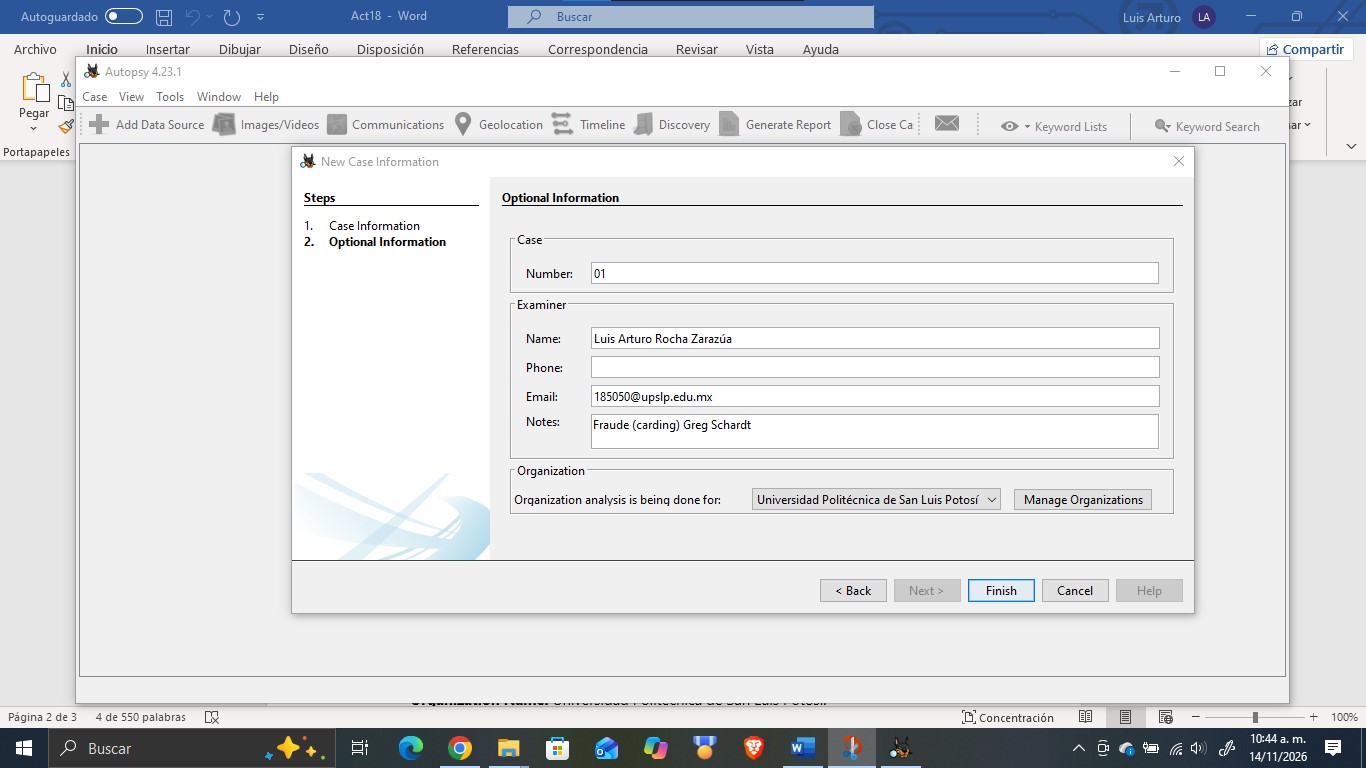 Autoguardado Act18 - Word Buscar Luis Arturo LA
Archivo Inicio Insertar Dibujar Diseño Disposición Referencias Correspondencia Revisar Vista Ayuda Compartir
Pegar
Portapapeles
Autopsy 4.23.1
Case View Tools Window Help
Add Data Source Images/Videos Communications Geolocation Timeline Discovery Generate Report Close Ca Keyword Lists Keyword Search
New Case Information
Steps
1. Case Information
2. Optional Information
Optional Information
Case
Number: 01
Examiner
Name: Luis Arturo Rocha Zarazúa
Phone:
Email: 185050@upslp.edu.mx
Notes: Fraude (carding) Greg Schardt
Organization
Organization analysis is being done for: Universidad Politécnica de San Luis Potosí Manage Organizations
< Back Next > Finish Cancel Help
Página 2 de 3 4 de 550 palabras Concentración 100%
Buscar
10:44 a. m.
14/11/2026